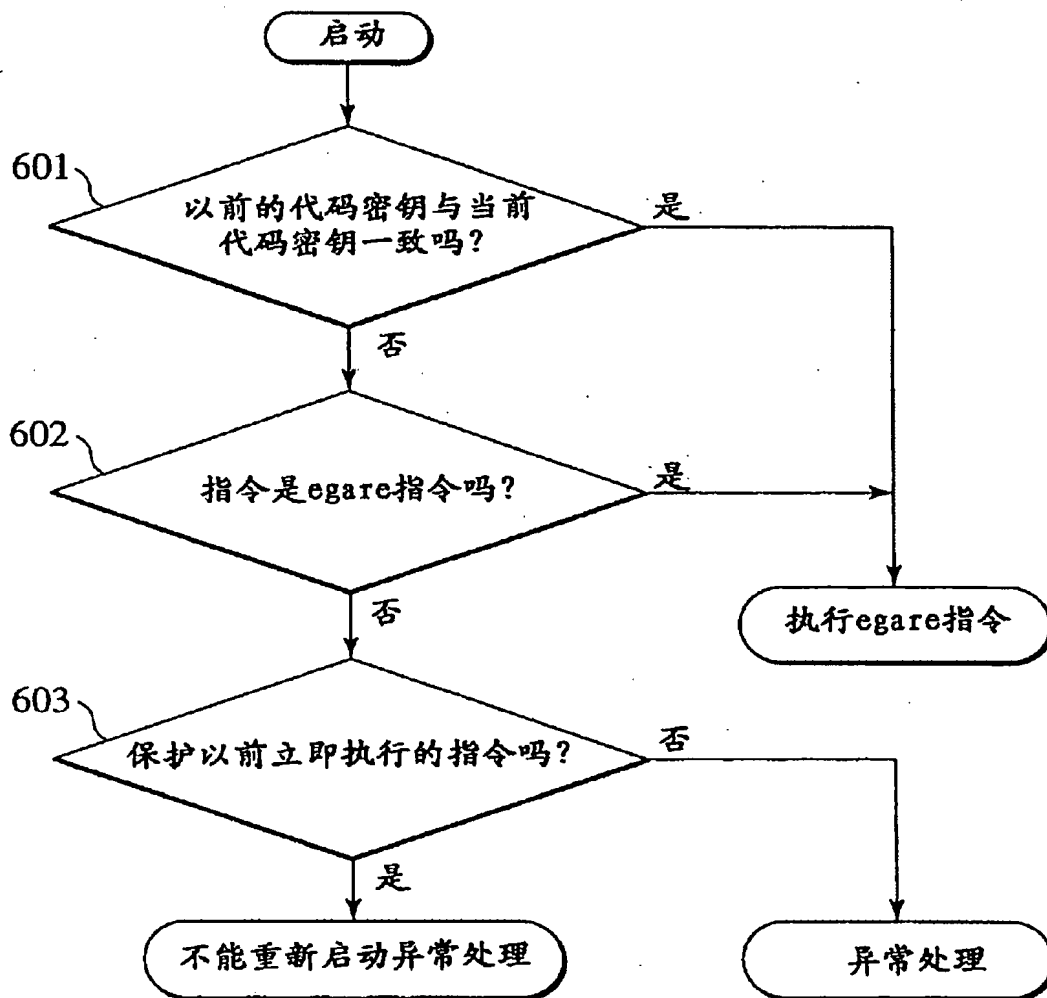 启动
601
以前的代码密钥与当前
代码密钥一致吗?
是
否
602
指令是egare指令吗?
是
否
执行egare指令
603
保护以前立即执行的指令吗?
否
是
不能重新启动异常处理
异常处理